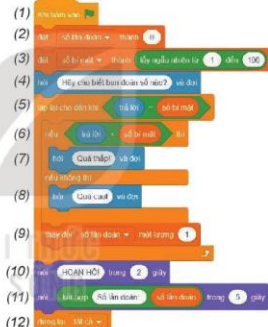 (1) Khi bấm vào
(2) đặt số lần đoán thành 0
(3) đặt số bí mật thành lấy ngẫu nhiên từ 1 đến 100
(4) hỏi Hãy cho biết bạn đoán số nào? và đợi
(5) lặp lại cho đến khi trả lời = số bí mật
(6) nếu trả lời số bí mật thì
(7) hỏi Quá thấp! và đợi
nếu không thì
(8) hỏi Quá cao! và đợi
(9) thay đổi số lần đoán một lượng 1
(10) nói HOAN HÔ! trong 2 giây
(11) nói kết hợp Số lần đoán: số lần đoán trong 5 giây
(12) dừng lại tất cả